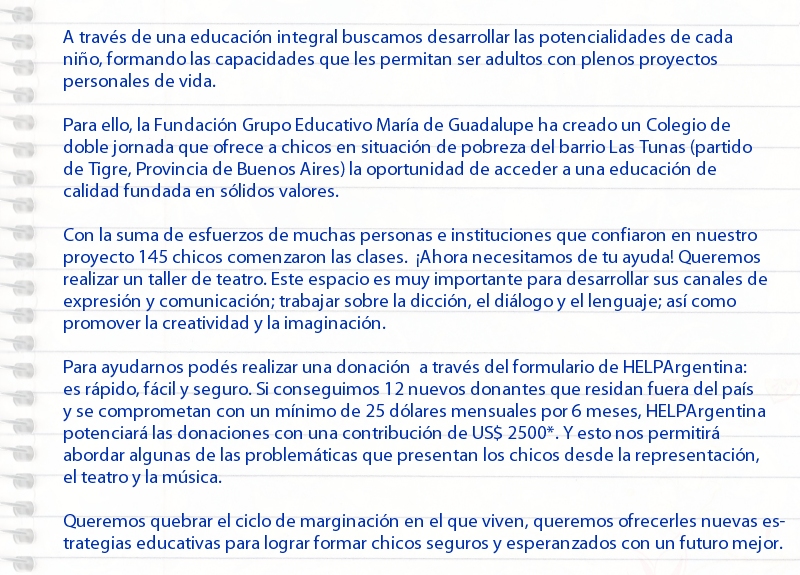 A través de una educación integral buscamos desarrollar las potencialidades de cada
niño, formando las capacidades que les permitan ser adultos con plenos proyectos
personales de vida.
Para ello, la Fundación Grupo Educativo María de Guadalupe ha creado un Colegio de
doble jornada que ofrece a chicos en situación de pobreza del barrio Las Tunas (partido
de Tigre, Provincia de Buenos Aires) la oportunidad de acceder a una educación de
calidad fundada en sólidos valores.
Con la suma de esfuerzos de muchas personas e instituciones que confiaron en nuestro
proyecto 145 chicos comenzaron las clases.  ¡Ahora necesitamos de tu ayuda! Queremos
realizar un taller de teatro. Este espacio es muy importante para desarrollar sus canales de
expresión y comunicación; trabajar sobre la dicción, el diálogo y el lenguaje; así como
promover la creatividad y la imaginación.
Para ayudarnos podés realizar una donación  a través del formulario de HELPArgentina:
es rápido, fácil y seguro. Si conseguimos 12 nuevos donantes que residan fuera del país
y se comprometan con un mínimo de 25 dólares mensuales por 6 meses, HELPArgentina
potenciará las donaciones con una contribución de US$ 2500*. Y esto nos permitirá
abordar algunas de las problemáticas que presentan los chicos desde la representación,
el teatro y la música.
Queremos quebrar el ciclo de marginación en el que viven, queremos ofrecerles nuevas es-
trategias educativas para lograr formar chicos seguros y esperanzados con un futuro mejor.